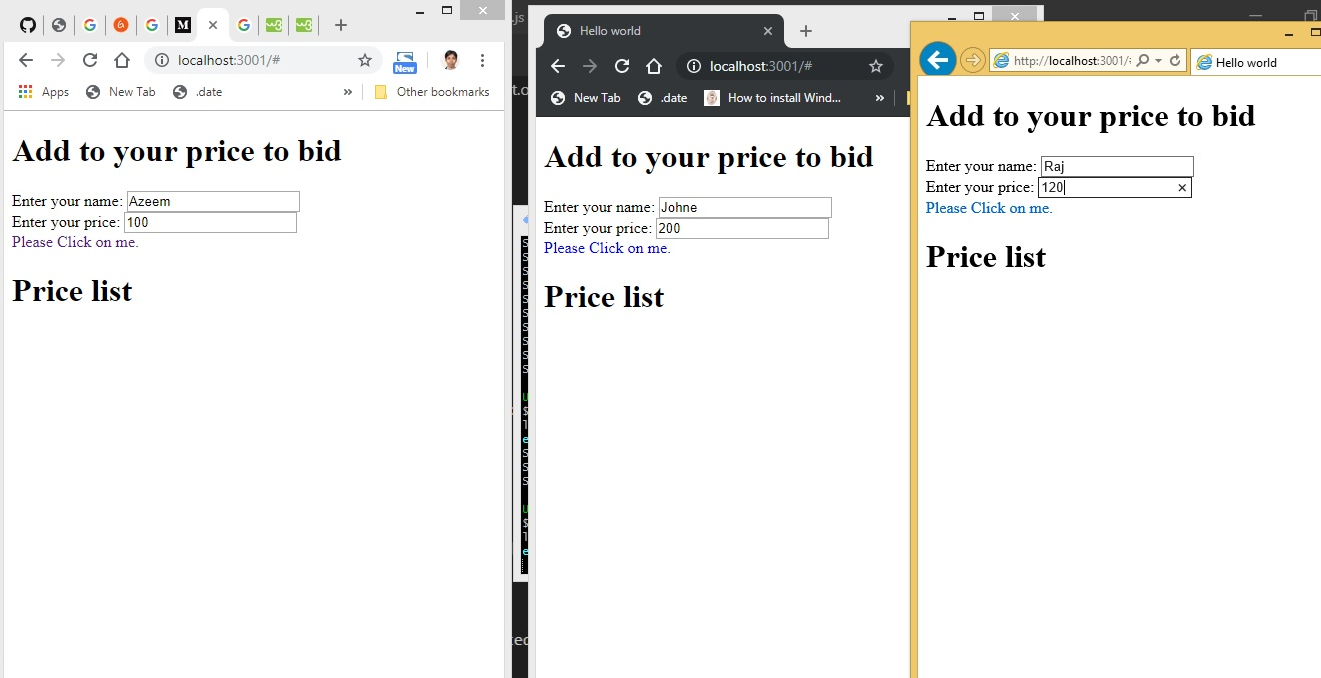 localhost:3001/#
New
Apps
New Tab
.date
»
Other bookmarks
Add to your price to bid
Enter your name: Azeem
Enter your price: 100
Please Click on me.
Price list
Hello world
localhost:3001/#
New Tab
.date
How to install Wind...
»
Add to your price to bid
Enter your name: Johne
Enter your price: 200
Please Click on me.
Price list
http://localhost:3001/
Hello world
Add to your price to bid
Enter your name: Raj
Enter your price: 120
Please Click on me.
Price list